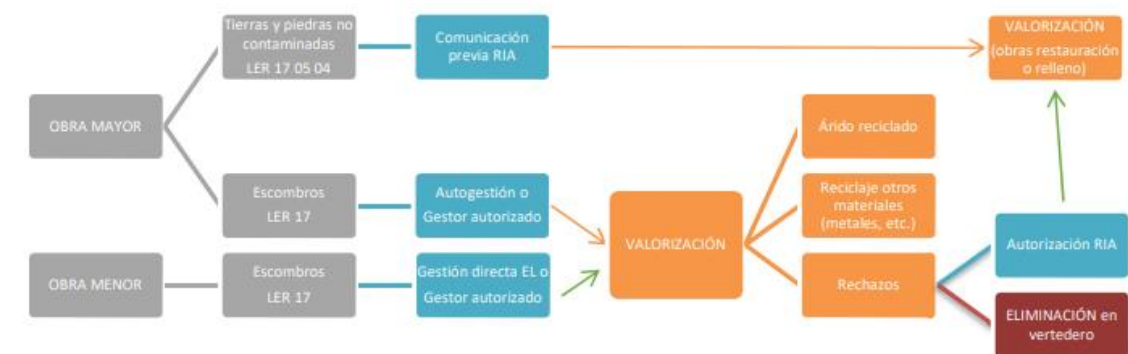 Tierras y piedras no
contaminadas
LER 17 05 04
Comunicación
previa RIA
VALORIZACIÓN
(obras restauración
o relleno)
OBRA MAYOR
Árido reciclado
Escombros
LER 17
Autogestión o
Gestor autorizado
VALORIZACIÓN
Reciclaje otros
materiales
(metales, etc.)
Autorización RIA
OBRA MENOR
Escombros
LER 17
Gestión directa EL o
Gestor autorizado
Rechazos
ELIMINACIÓN en
vertedero